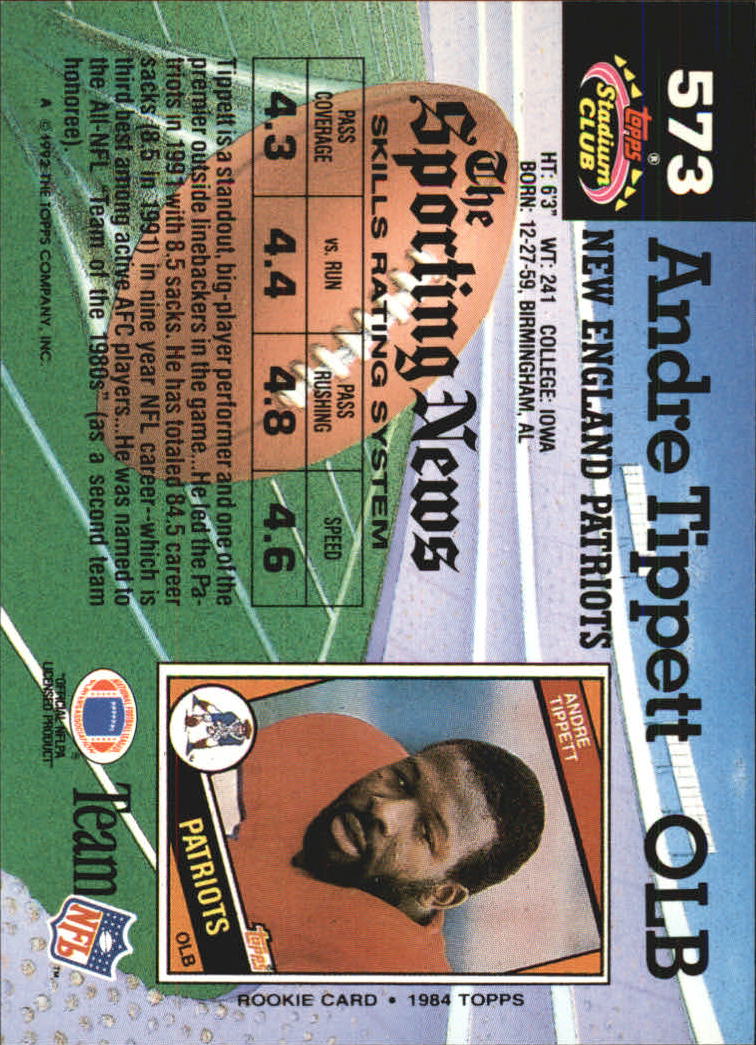 573
Topps®
Stadium
CLUB
Andre Tippett OLB
NEW ENGLAND PATRIOTS
HT: 6'3" WT: 241 COLLEGE: IOWA
BORN: 12-27-59, BIRMINGHAM, AL
The
Sporting News
SKILLS RATING SYSTEM
PASS COVERAGE
vs. RUN
PASS RUSHING
SPEED
4.3 4.4 4.8 4.6
Tippett is a standout, big-player performer and one of the
premier outside linebackers in the game...He led the Pa-
triots in 1991 with 8.5 sacks. He has totaled 84.5 career
sacks (8.5 in 1991) in nine year NFL career--which is
third best among active AFC players...He was named to
the All-NFL "Team of the 1980s" (as a second team
honoree).
A © 1992 THE TOPPS COMPANY, INC.
ANDRE
TIPPETT
PATRIOTS
topps
OLB
ROOKIE CARD • 1984 TOPPS
NATIONAL FOOTBALL LEAGUE
PLAYERS ASSOCIATION
®
"OFFICIAL NFLPA
LICENSED PRODUCT"
Team
NFL
™